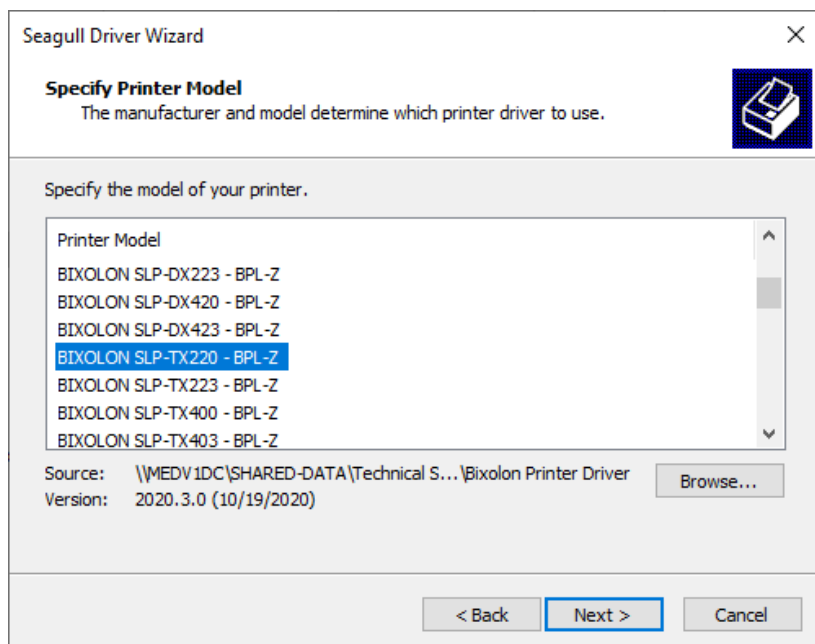 Seagull Driver Wizard
Specify Printer Model
The manufacturer and model determine which printer driver to use.
Specify the model of your printer.
Printer Model
BIXOLON SLP-DX223 - BPL-Z
BIXOLON SLP-DX420 - BPL-Z
BIXOLON SLP-DX423 - BPL-Z
BIXOLON SLP-TX220 - BPL-Z
BIXOLON SLP-TX223 - BPL-Z
BIXOLON SLP-TX400 - BPL-Z
BIXOLON SLP-TX403 - BPL-Z
Source: \\MEDV1DC\SHARED-DATA\Technical S...\Bixolon Printer Driver
Browse...
Version: 2020.3.0 (10/19/2020)
< Back Next > Cancel